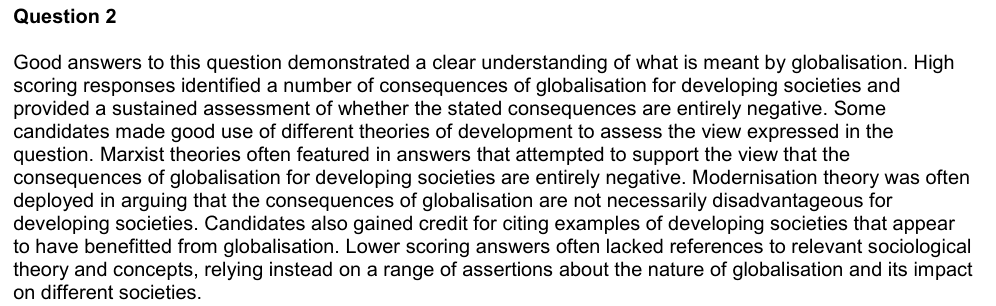 Question 2
Good answers to this question demonstrated a clear understanding of what is meant by globalisation. High
scoring responses identified a number of consequences of globalisation for developing societies and
provided a sustained assessment of whether the stated consequences are entirely negative. Some
candidates made good use of different theories of development to assess the view expressed in the
question. Marxist theories often featured in answers that attempted to support the view that the
consequences of globalisation for developing societies are entirely negative. Modernisation theory was often
deployed in arguing that the consequences of globalisation are not necessarily disadvantageous for
developing societies. Candidates also gained credit for citing examples of developing societies that appear
to have benefitted from globalisation. Lower scoring answers often lacked references to relevant sociological
theory and concepts, relying instead on a range of assertions about the nature of globalisation and its impact
on different societies.